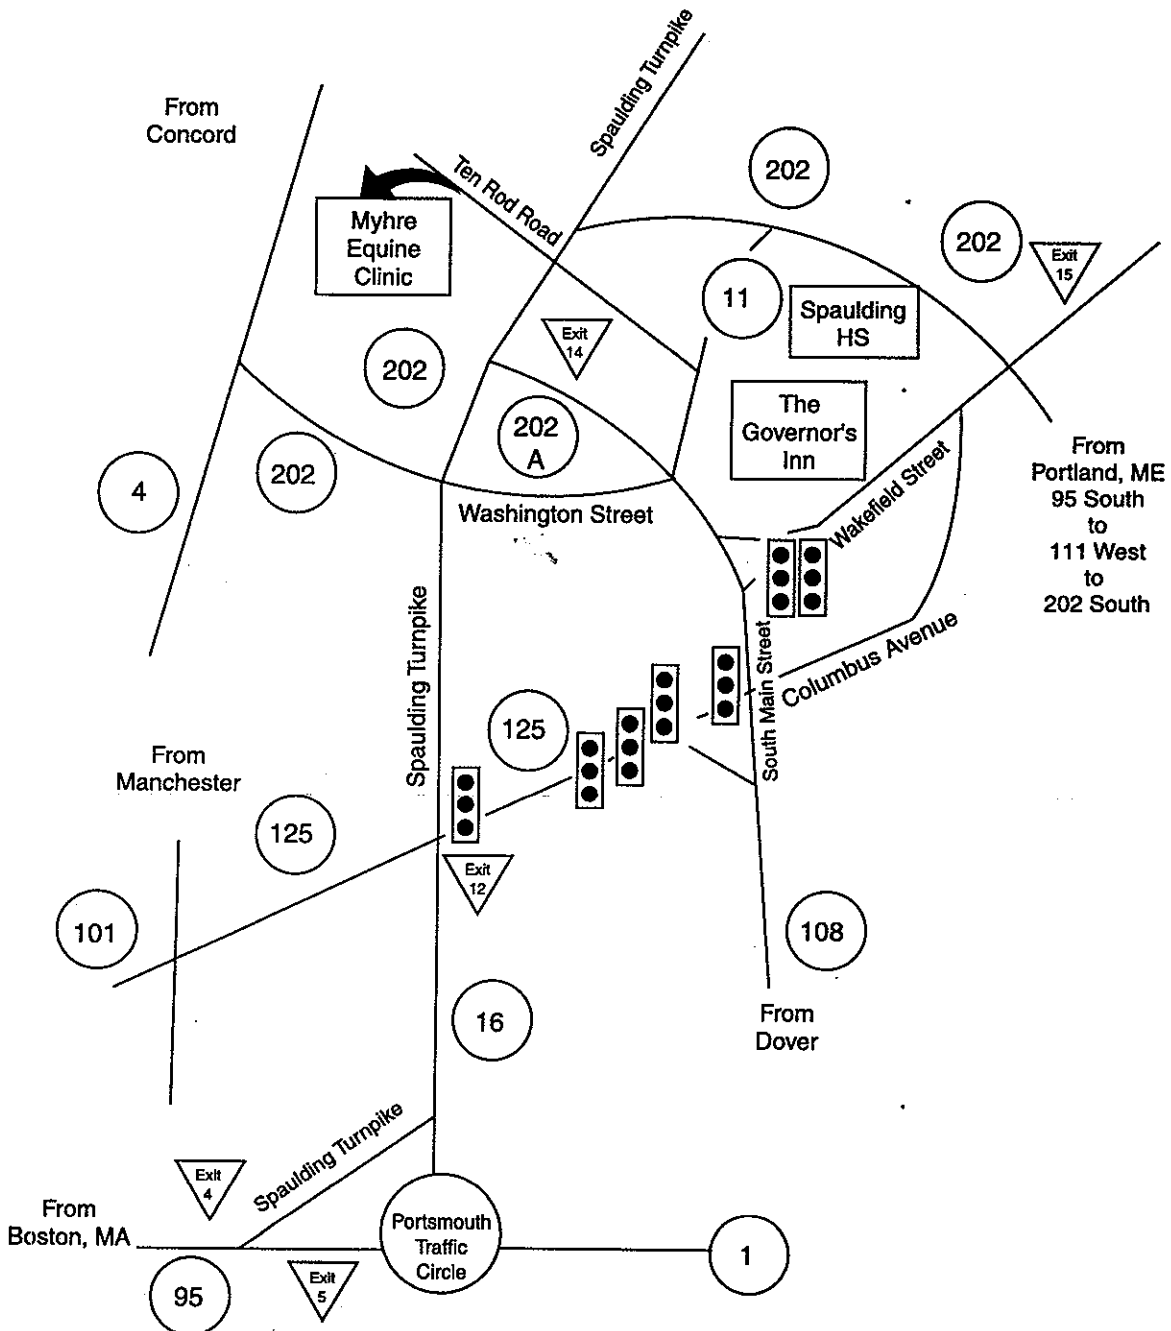 Spaulding Turnpike
From
Concord
202
Ten Rod Road
Myhre
Equine
Clinic
202
Exit
15
11
Spaulding
HS
Exit
14
202
The
Governor's
Inn
202
A
202
4
From
Portland, ME
95 South
to
111 West
to
202 South
Wakefield Street
Washington Street
Spaulding Turnpike
South Main Street
Columbus Avenue
125
From
Manchester
125
Exit
12
101
108
16
From
Dover
Spaulding Turnpike
Exit
4
From
Boston, MA
Portsmouth
Traffic
Circle
1
95
Exit
5